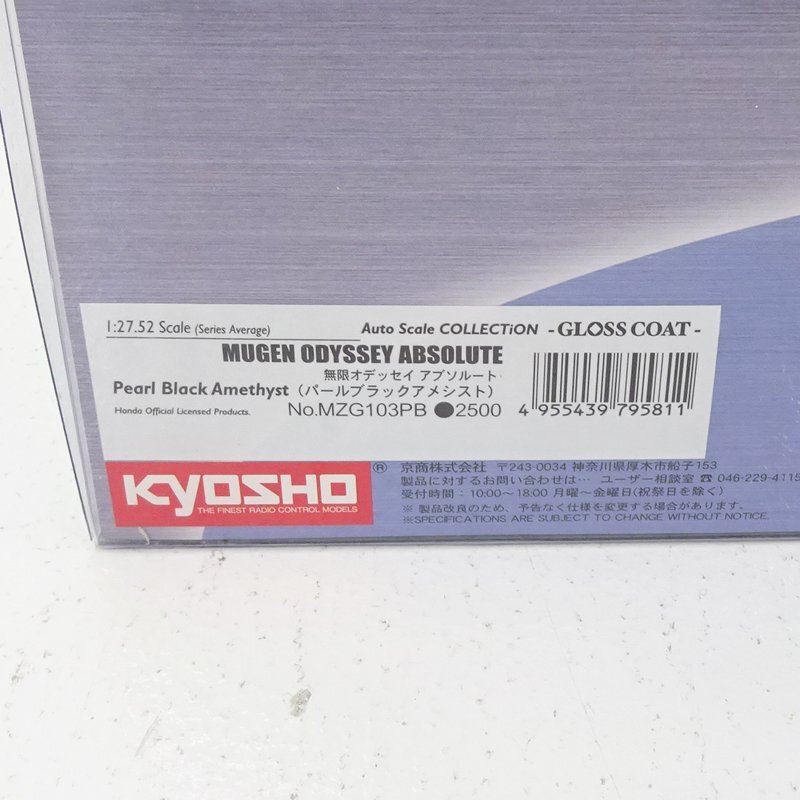 1:27.52 Scale (Series Average) Auto Scale COLLECTiON -GLOSS COAT-
MUGEN ODYSSEY ABSOLUTE
無限オデッセイ アブソルート
Pearl Black Amethyst (パールブラックアメシスト)
Honda Official Licensed Products. No.MZG103PB ●2500
4 955439 795811
KYOSHO
THE FINEST RADIO CONTROL MODELS
® 京商株式会社 〒243-0034 神奈川県厚木市船子153
製品に対するお問い合わせは… ユーザー相談室 ☎ 046-229-4115
受付時間:10:00〜18:00 月曜〜金曜日(祝祭日を除く)
※ 製品改良のため、予告なく仕様を変更する場合があります。
※SPECIFICATIONS ARE SUBJECT TO CHANGE WITHOUT NOTICE.